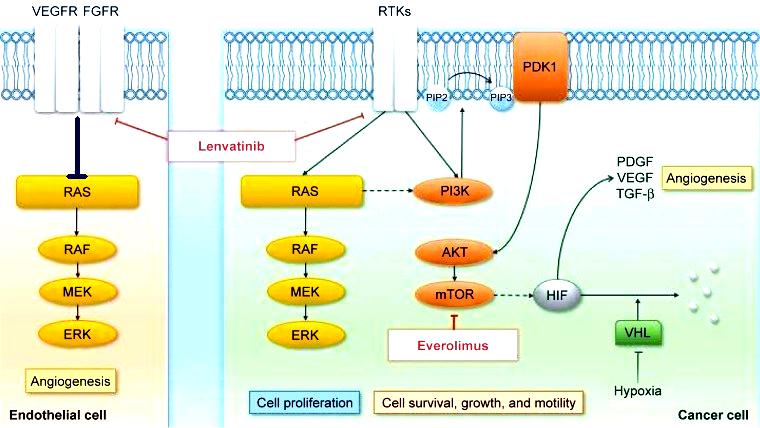 VEGFR FGFR
RTKs
PDK1
PIP2
PIP3
Lenvatinib
RAS
RAS
PI3K
PDGF
VEGF
TGF-β
Angiogenesis
RAF
RAF
AKT
MEK
MEK
mTOR
HIF
ERK
ERK
Everolimus
VHL
Angiogenesis
Hypoxia
Cell proliferation
Cell survival, growth, and motility
Endothelial cell
Cancer cell